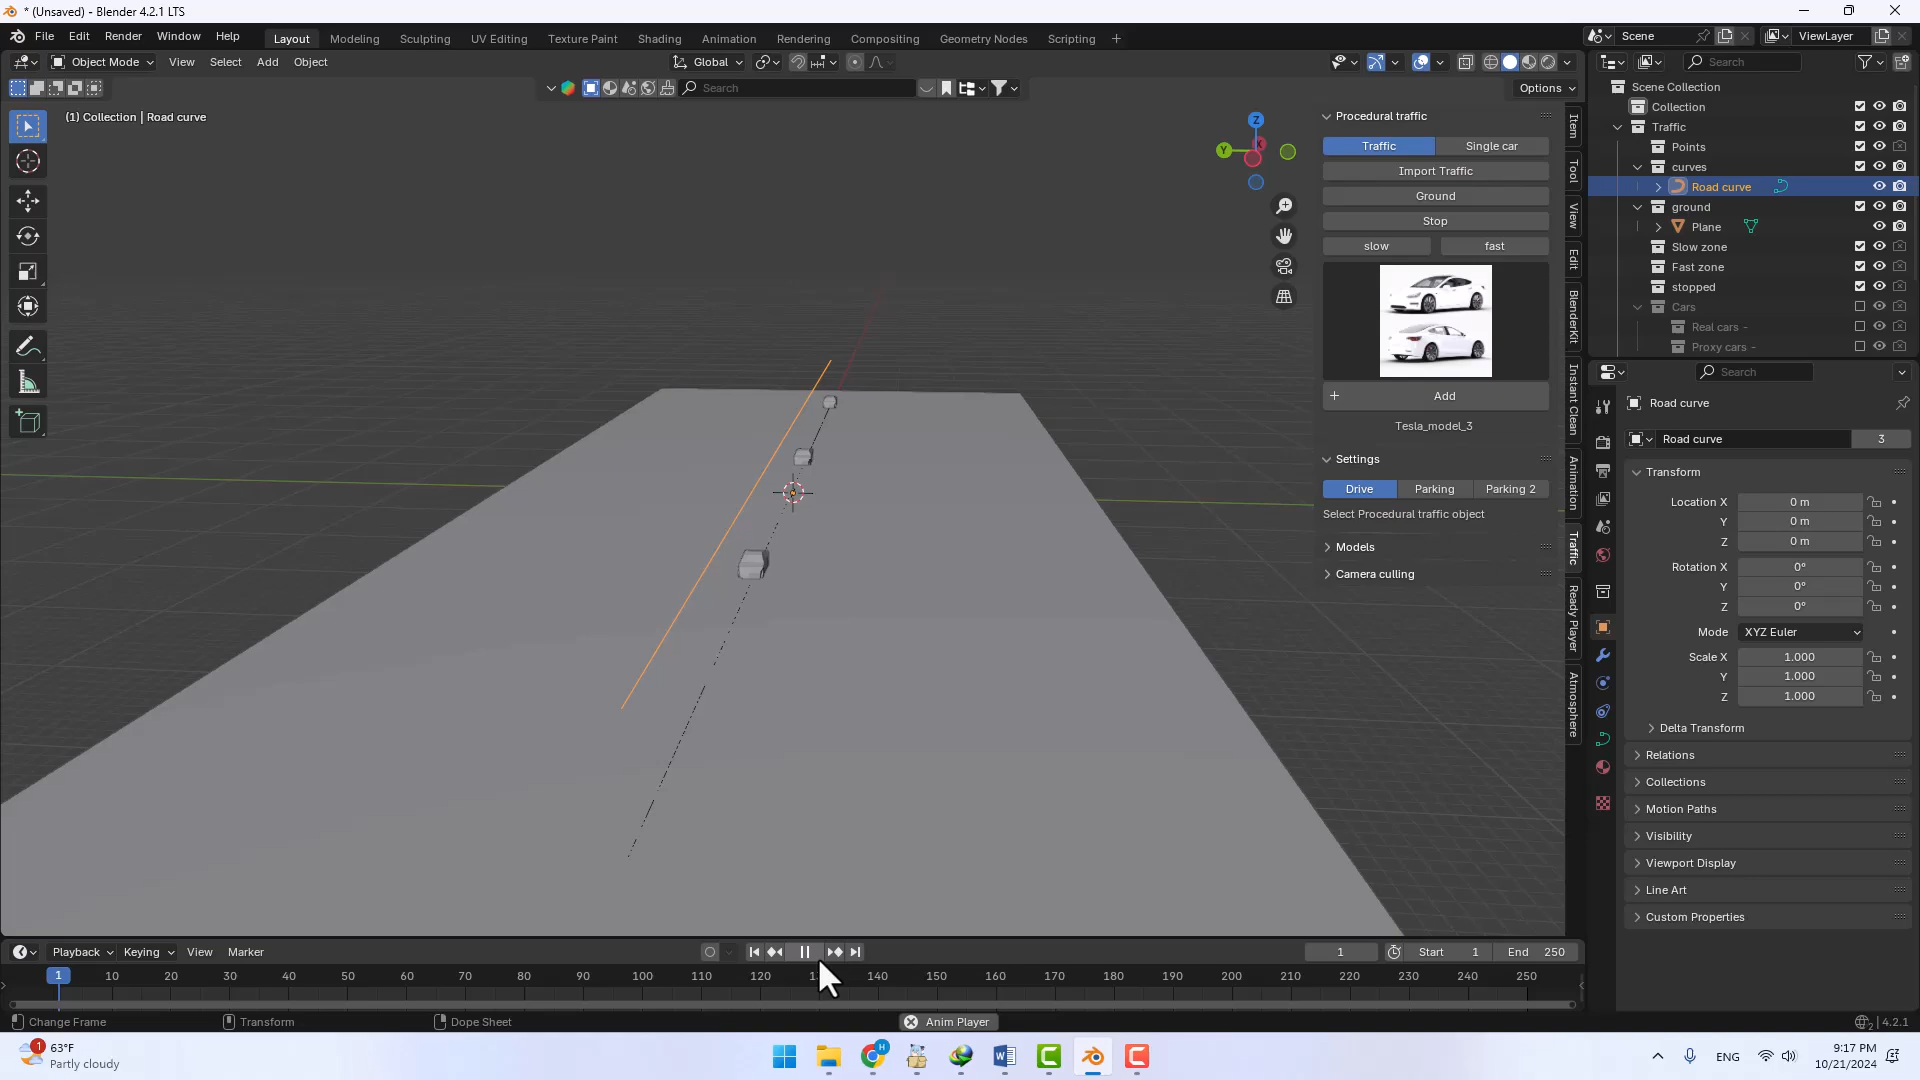 * (Unsaved) - Blender 4.2.1 LTS
File Edit Render Window Help
Layout Modeling Sculpting UV Editing Texture Paint Shading Animation Rendering Compositing Geometry Nodes Scripting +
Scene ViewLayer
Object Mode View Select Add Object
Global
Search
Search
Options
(1) Collection | Road curve
Z
Y
X
Procedural traffic
Traffic Single car
Import Traffic
Ground
Stop
slow fast
+ Add
Tesla_model_3
Settings
Drive Parking Parking 2
Select Procedural traffic object
Models
Camera culling
Item
Tool
View
Edit
BlenderKit
Instant Clean
Animation
Traffic
Ready Player
Atmosphere
Scene Collection
Collection
Traffic
Points
curves
Road curve
ground
Plane
Slow zone
Fast zone
stopped
Cars
Real cars -
Proxy cars -
Search
Road curve
Road curve 3
Transform
Location X 0 m
Y 0 m
Z 0 m
Rotation X 0°
Y 0°
Z 0°
Mode XYZ Euler
Scale X 1.000
Y 1.000
Z 1.000
Delta Transform
Relations
Collections
Motion Paths
Visibility
Viewport Display
Line Art
Custom Properties
Playback Keying View Marker
1 Start 1 End 250
1 10 20 30 40 50 60 70 80 90 100 110 120 140 150 160 170 180 190 200 210 220 230 240 250
Change Frame Transform Dope Sheet Anim Player 4.2.1
1 63°F
Partly cloudy
H
ENG
9:17 PM
10/21/2024